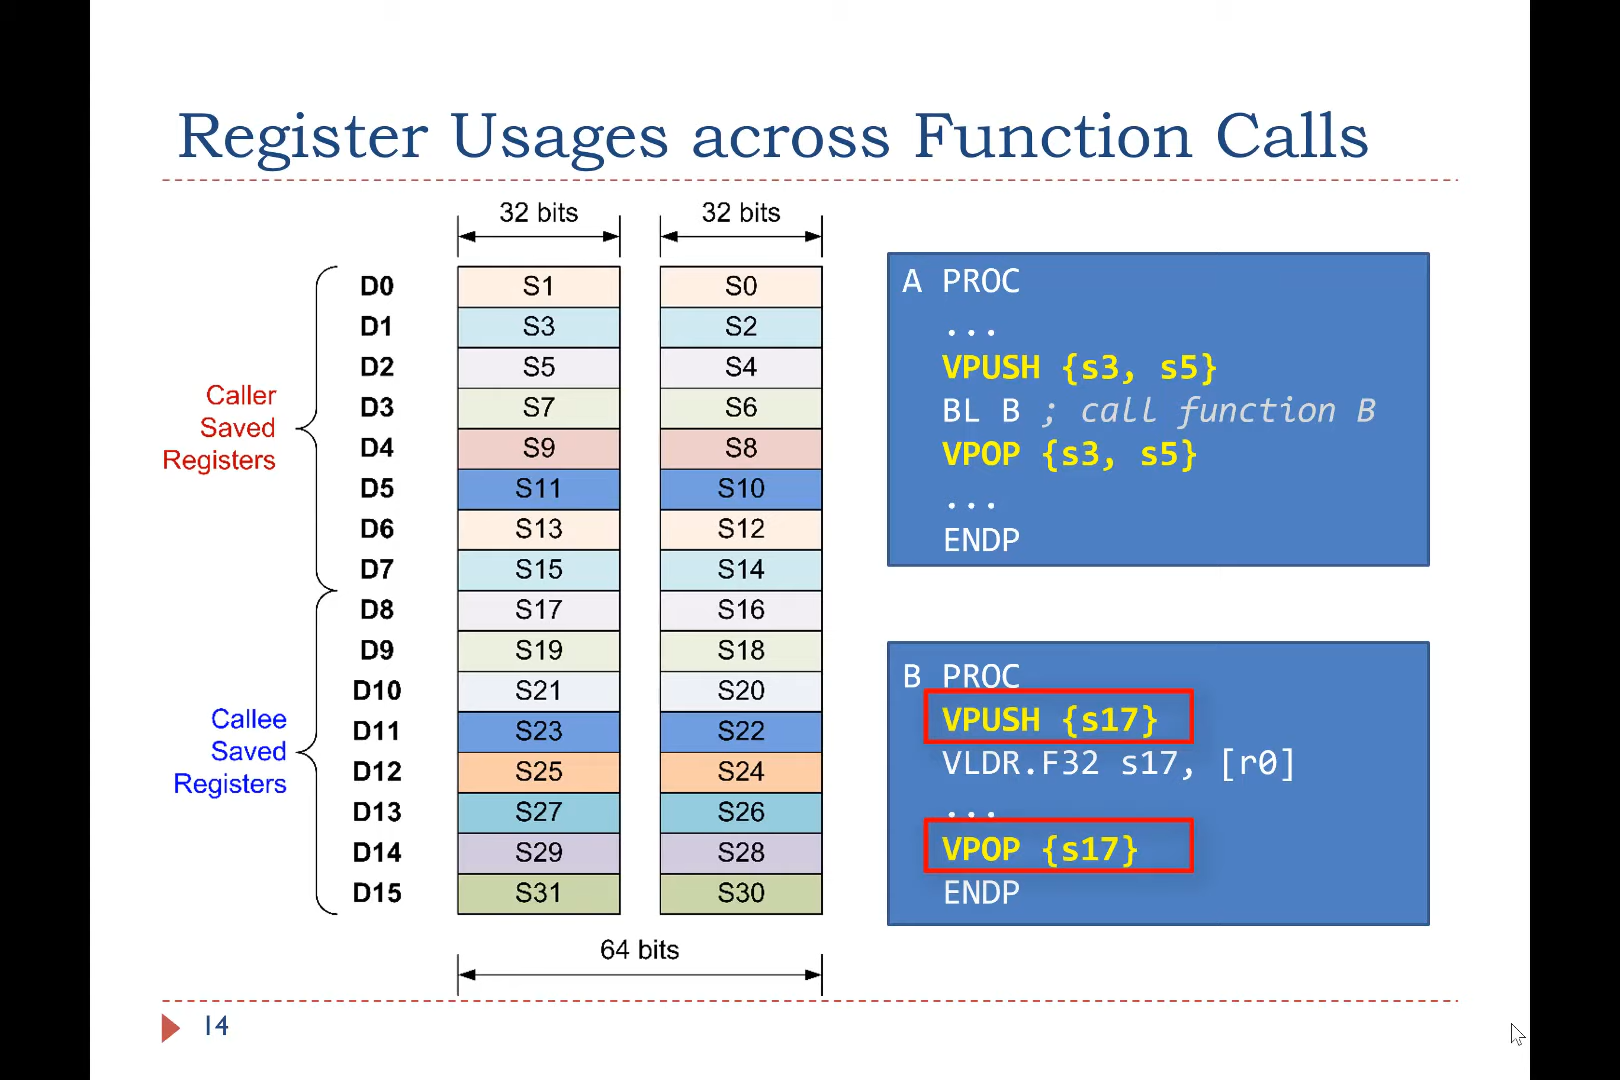 Register Usages across Function Calls
32 bits 32 bits
D0 S1 S0
D1 S3 S2
D2 S5 S4
D3 S7 S6
D4 S9 S8
D5 S11 S10
D6 S13 S12
D7 S15 S14
D8 S17 S16
D9 S19 S18
D10 S21 S20
D11 S23 S22
D12 S25 S24
D13 S27 S26
D14 S29 S28
D15 S31 S30
64 bits
Caller
Saved
Registers
Callee
Saved
Registers
A PROC
...
VPUSH {s3, s5}
BL B ; call function B
VPOP {s3, s5}
...
ENDP
B PROC
VPUSH {s17}
VLDR.F32 s17, [r0]
...
VPOP {s17}
ENDP
14